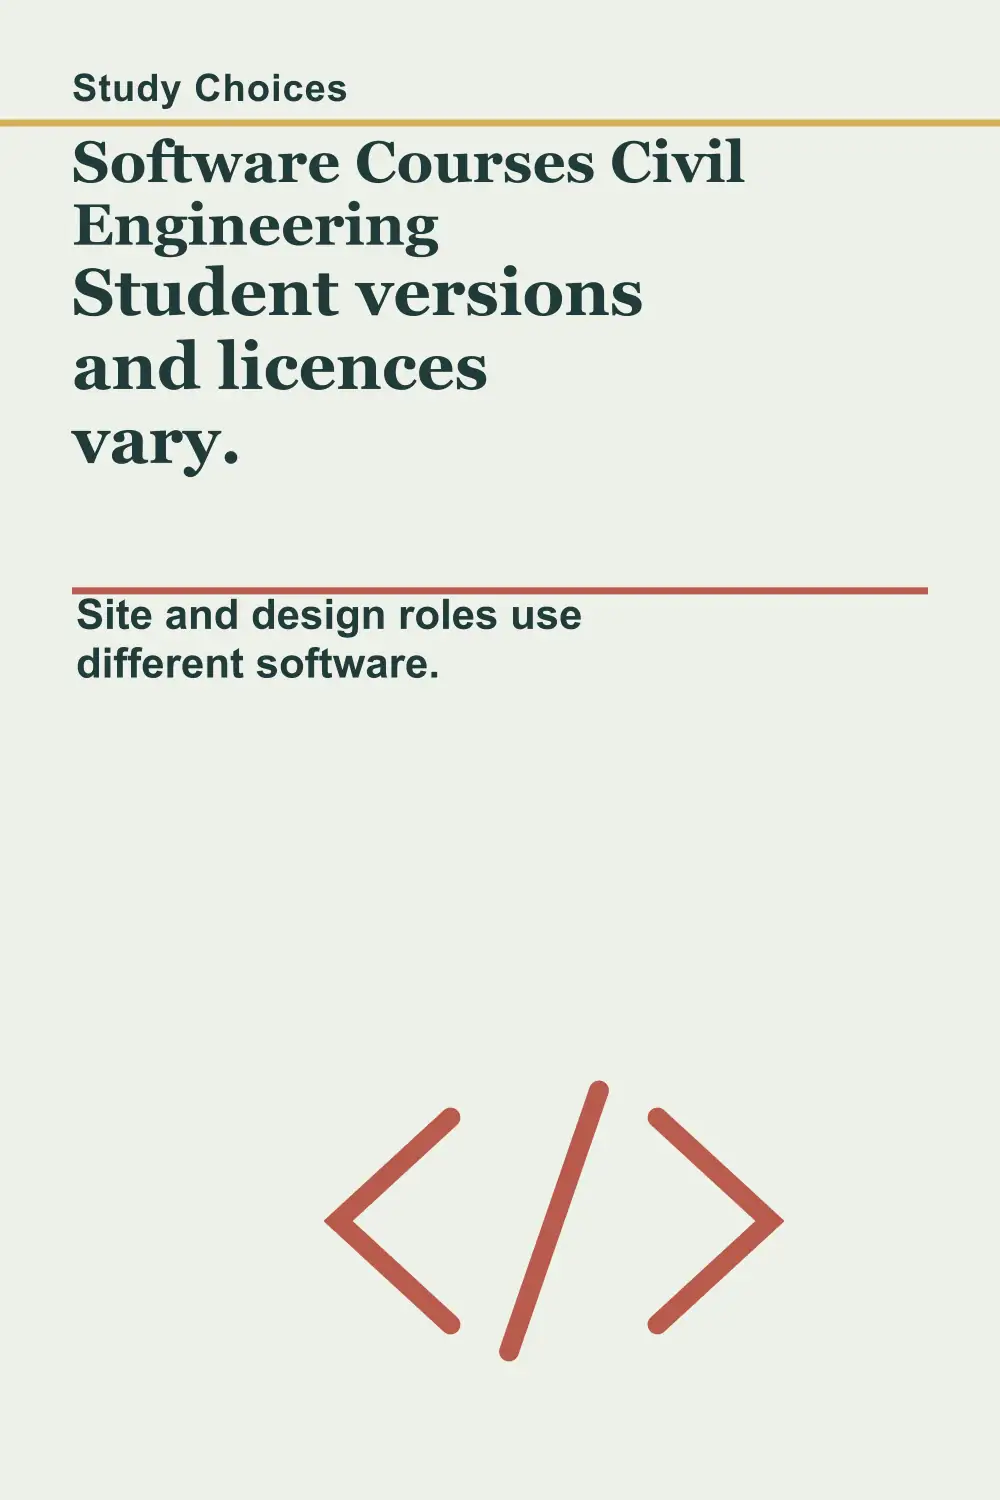 Study Choices
Software Courses Civil
Engineering
Student versions
and licences
vary.
Site and design roles use
different software.